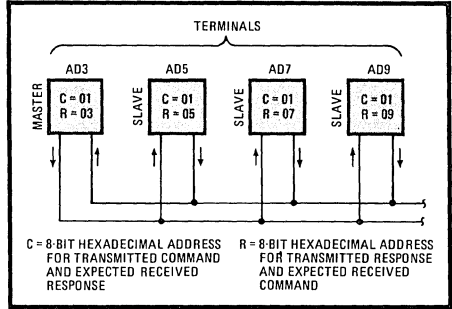 TERMINALS
AD3 AD5 AD7 AD9
MASTER
C = 01
R = 03
SLAVE
C = 01
R = 05
SLAVE
C = 01
R = 07
SLAVE
C = 01
R = 09
C = 8-BIT HEXADECIMAL ADDRESS
FOR TRANSMITTED COMMAND
AND EXPECTED RECEIVED
RESPONSE
R = 8-BIT HEXADECIMAL ADDRESS
FOR TRANSMITTED RESPONSE
AND EXPECTED RECEIVED
COMMAND